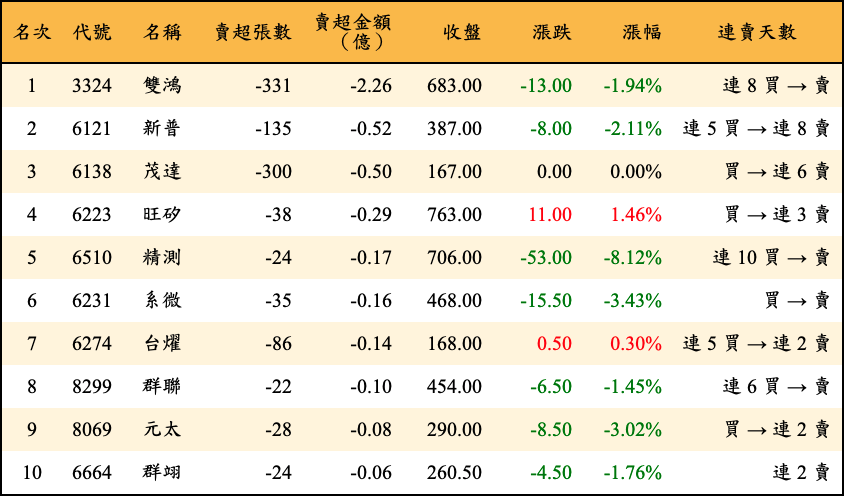 名次 代號 名稱 賣超張數 賣超金額（億） 收盤 漲跌 漲幅 連賣天數
1 3324 雙鴻 -331 -2.26 683.00 -13.00 -1.94% 連 8 買 → 賣
2 6121 新普 -135 -0.52 387.00 -8.00 -2.11% 連 5 買 → 連 8 賣
3 6138 茂達 -300 -0.50 167.00 0.00 0.00% 買 → 連 6 賣
4 6223 旺矽 -38 -0.29 763.00 11.00 1.46% 買 → 連 3 賣
5 6510 精測 -24 -0.17 706.00 -53.00 -8.12% 連 10 買 → 賣
6 6231 系微 -35 -0.16 468.00 -15.50 -3.43% 買 → 賣
7 6274 台燿 -86 -0.14 168.00 0.50 0.30% 連 5 買 → 連 2 賣
8 8299 群聯 -22 -0.10 454.00 -6.50 -1.45% 連 6 買 → 賣
9 8069 元太 -28 -0.08 290.00 -8.50 -3.02% 買 → 連 2 賣
10 6664 群翊 -24 -0.06 260.50 -4.50 -1.76% 連 2 賣